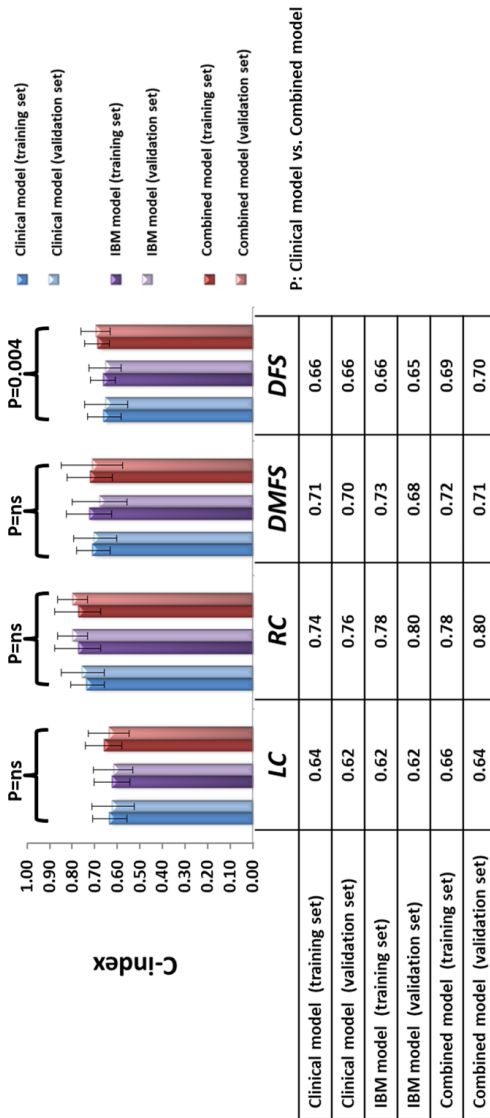 P=ns
P=ns
P=ns
P=0.004
1.00
0.90
0.80
0.70
0.60
0.50
0.40
0.30
0.20
0.10
0.00
C-index
Clinical model (training set)
Clinical model (validation set)
IBM model (training set)
IBM model (validation set)
Combined model (training set)
Combined model (validation set)
P: Clinical model vs. Combined model
LC RC DMFS DFS
Clinical model (training set) 0.64 0.74 0.71 0.66
Clinical model (validation set) 0.62 0.76 0.70 0.66
IBM model (training set) 0.62 0.78 0.73 0.66
IBM model (validation set) 0.62 0.80 0.68 0.65
Combined model (training set) 0.66 0.78 0.72 0.69
Combined model (validation set) 0.64 0.80 0.71 0.70